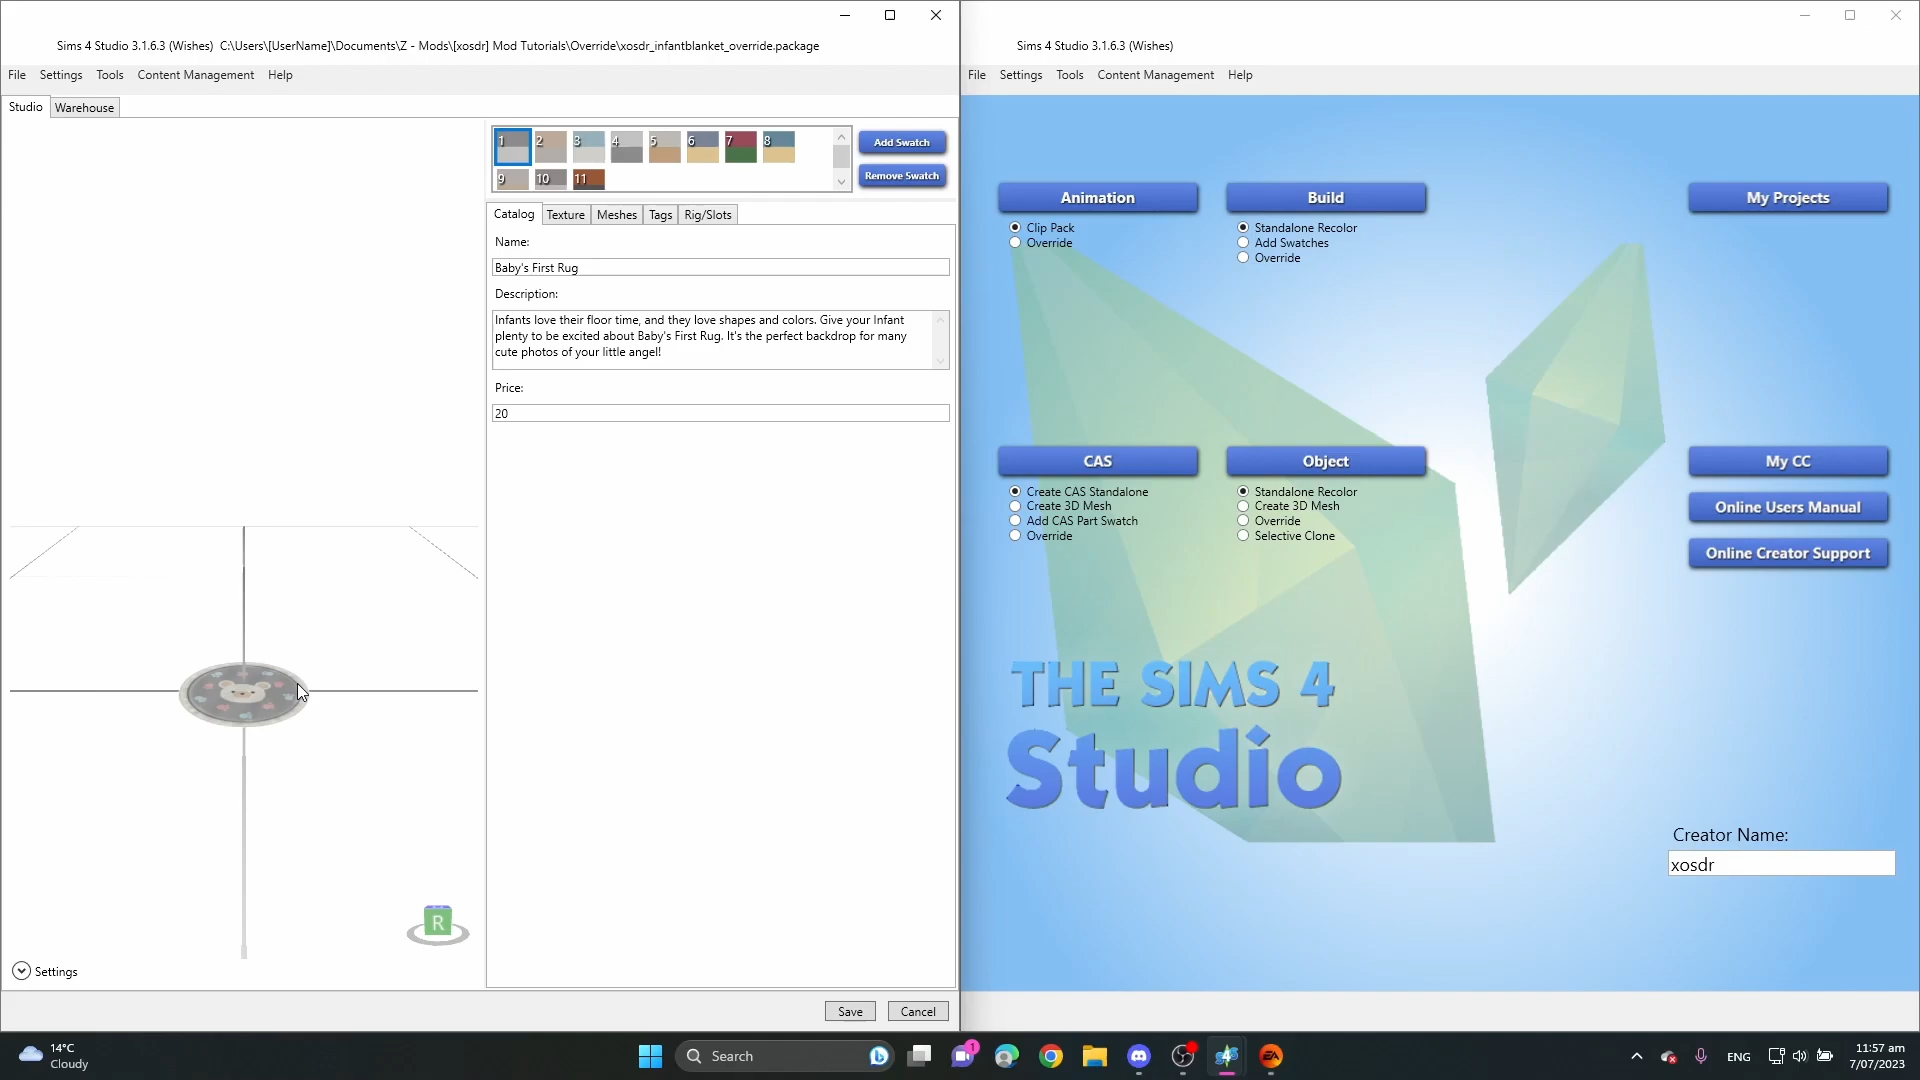 Sims 4 Studio 3.1.6.3 (Wishes) C:\Users\[UserName]\Documents\Z - Mods\[xosdr] Mod Tutorials\Override\xosdr_infantblanket_override.package
File Settings Tools Content Management Help
Studio Warehouse
1 2 3 4 5 6 7 8
9 10 11
Add Swatch
Remove Swatch
Catalog Texture Meshes Tags Rig/Slots
Name:
Baby's First Rug
Description:
Infants love their floor time, and they love shapes and colors. Give your Infant
plenty to be excited about Baby's First Rug. It's the perfect backdrop for many
cute photos of your little angel!
Price:
20
R
Settings
Save Cancel
Sims 4 Studio 3.1.6.3 (Wishes)
File Settings Tools Content Management Help
Animation
Clip Pack
Override
Build
Standalone Recolor
Add Swatches
Override
My Projects
CAS
Create CAS Standalone
Create 3D Mesh
Add CAS Part Swatch
Override
Object
Standalone Recolor
Create 3D Mesh
Override
Selective Clone
My CC
Online Users Manual
Online Creator Support
THE SIMS 4
Studio
Creator Name:
xosdr
14°C
Cloudy
Search
1
4
EA
ENG
11:57 am
7/07/2023